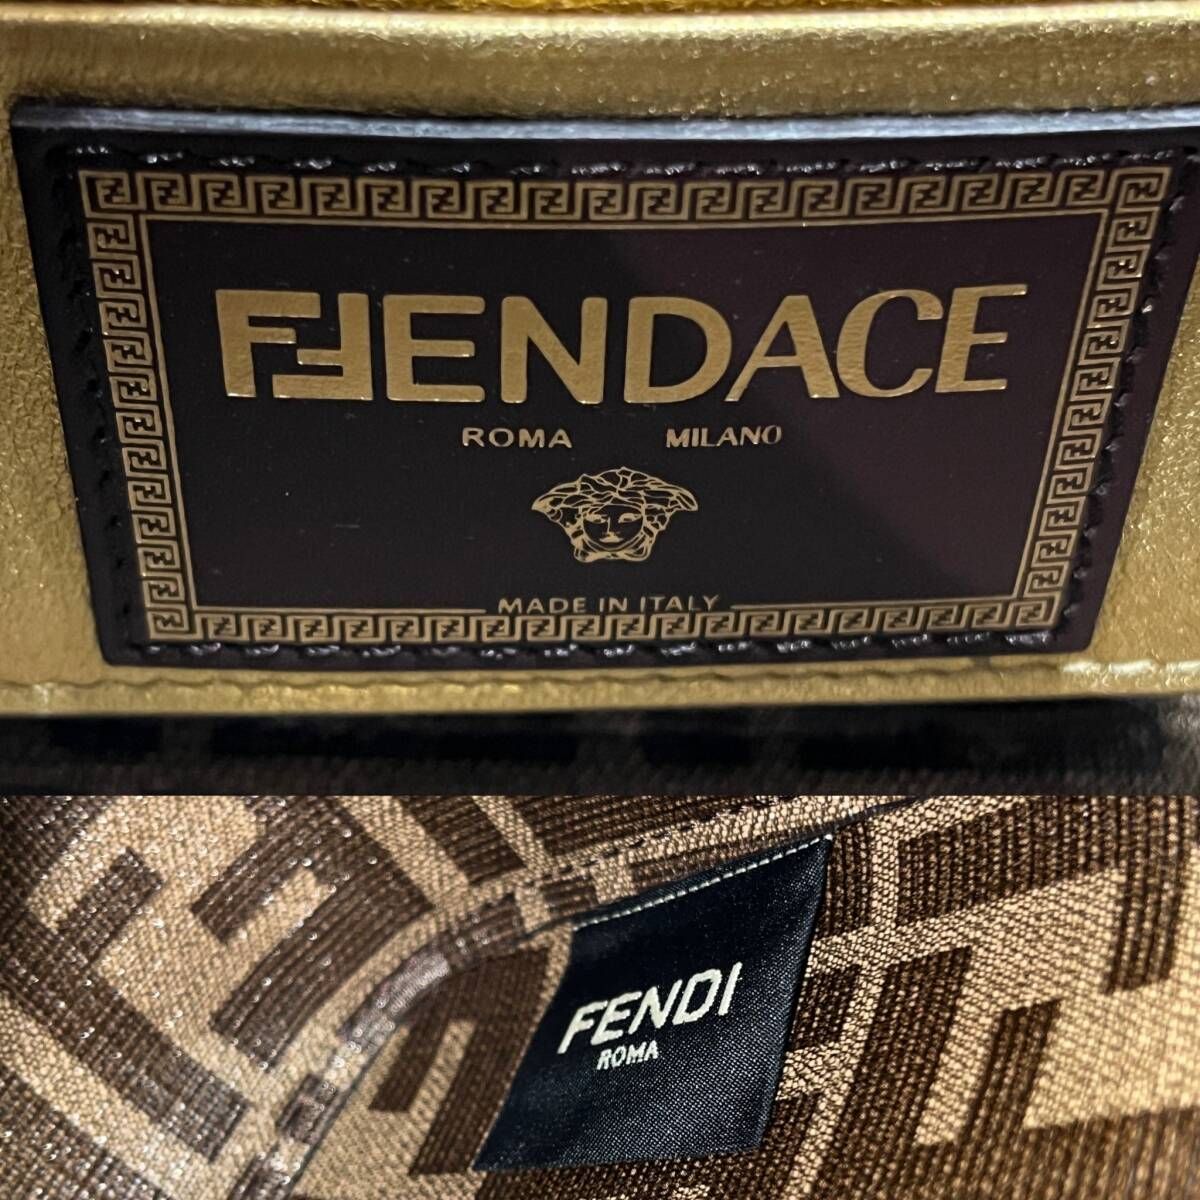 FENDACE
ROMA MILANO
MADE IN ITALY
FENDI
ROMA